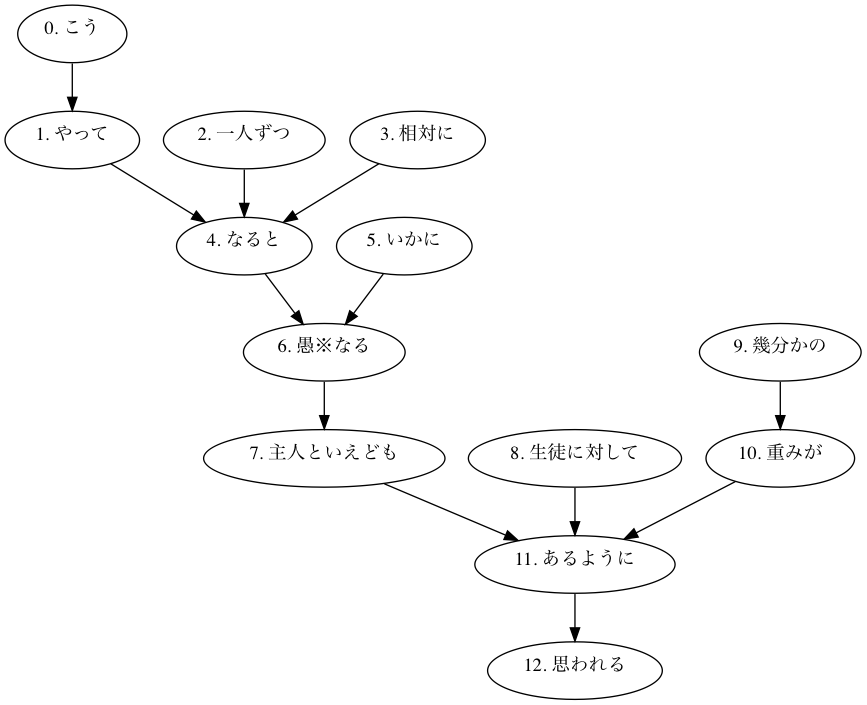 0. こう
1. やって
2. 一人ずつ
3. 相対に
4. なると
5. いかに
6. 愚※なる
9. 幾分かの
7. 主人といえども
8. 生徒に対して
10. 重みが
11. あるように
12. 思われる